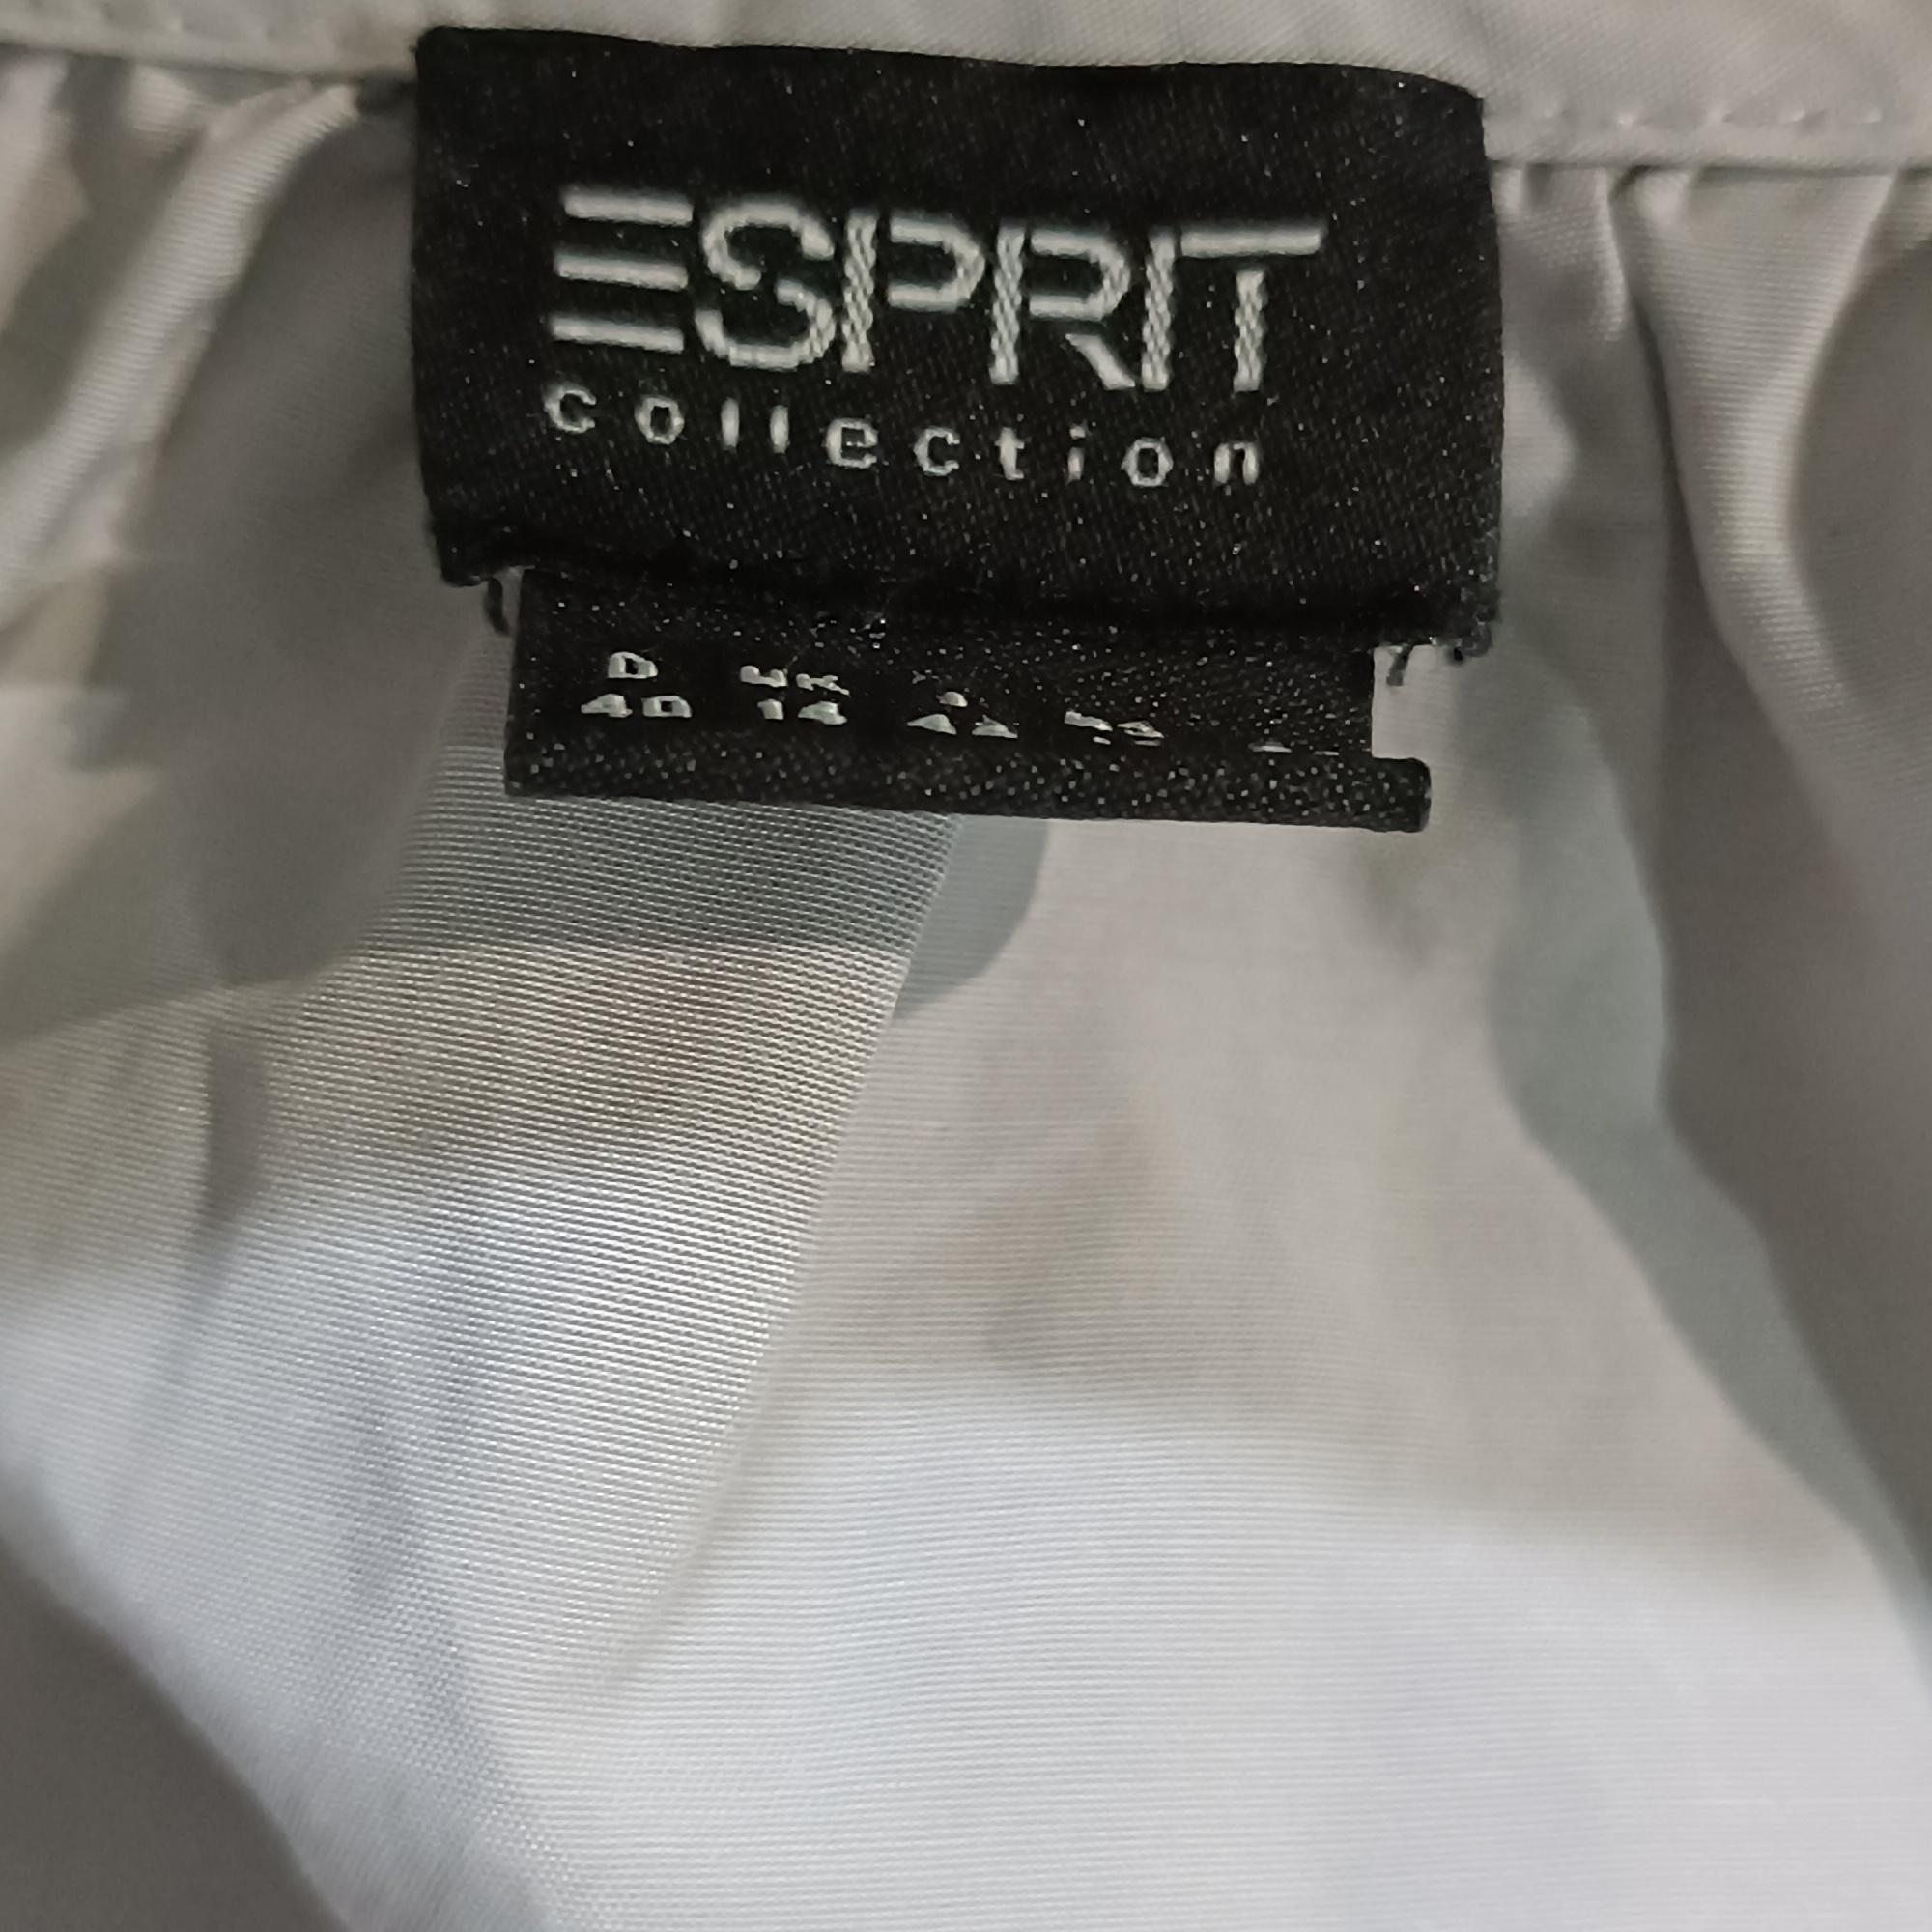 ESPRIT
collection
D UK
40 14